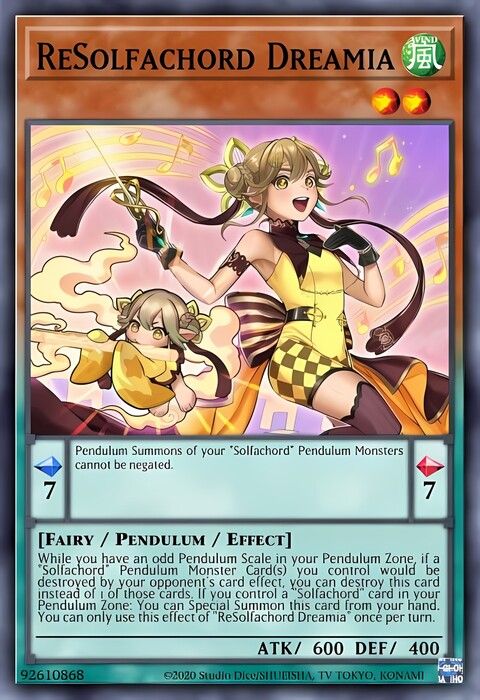 ReSolfachord Dreamia
WIND
風
Pendulum Summons of your "Solfachord" Pendulum Monsters
cannot be negated.
7
7
[Fairy / Pendulum / Effect]
While you have an odd Pendulum Scale in your Pendulum Zone, if a
"Solfachord" Pendulum Monster Card(s) you control would be
destroyed by your opponent's card effect, you can destroy this card
instead of 1 of those cards. If you control a "Solfachord" card in your
Pendulum Zone: You can Special Summon this card from your hand.
You can only use this effect of "ReSolfachord Dreamia" once per turn.
ATK/ 600 DEF/ 400
92610868
©2020 Studio Dice/SHUEISHA, TV TOKYO, KONAMI